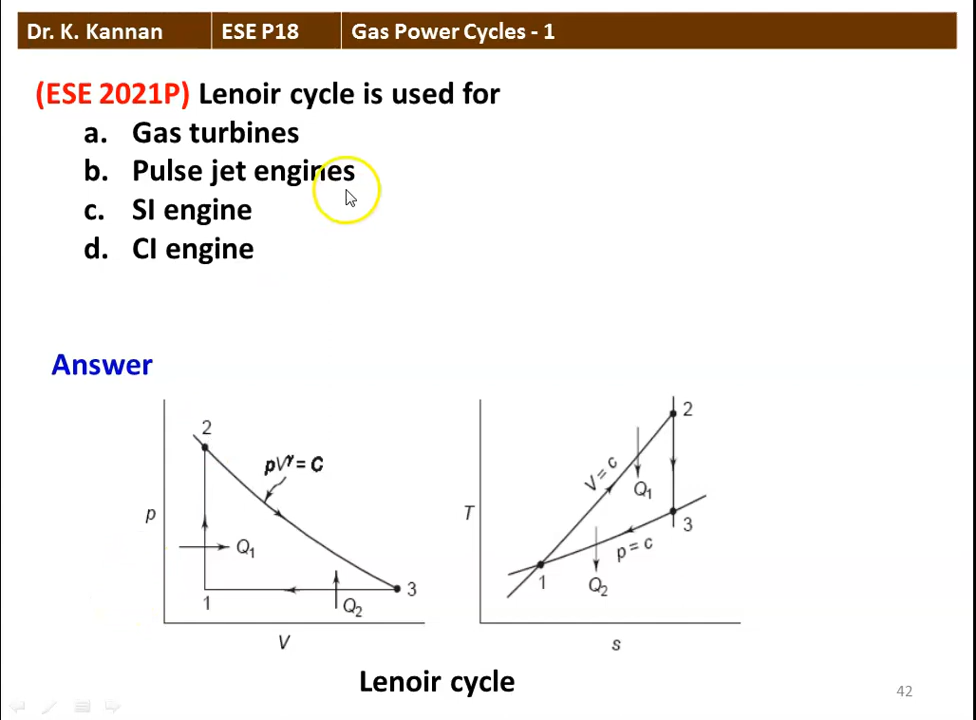 Dr. K. Kannan ESE P18 Gas Power Cycles - 1
(ESE 2021P) Lenoir cycle is used for
a. Gas turbines
b. Pulse jet engines
c. SI engine
d. CI engine
Answer
2
pVᵞ = C
p
Q₁
1
Q₂
3
V
2
V = c
Q₁
T
3
p = c
1
Q₂
s
Lenoir cycle
42